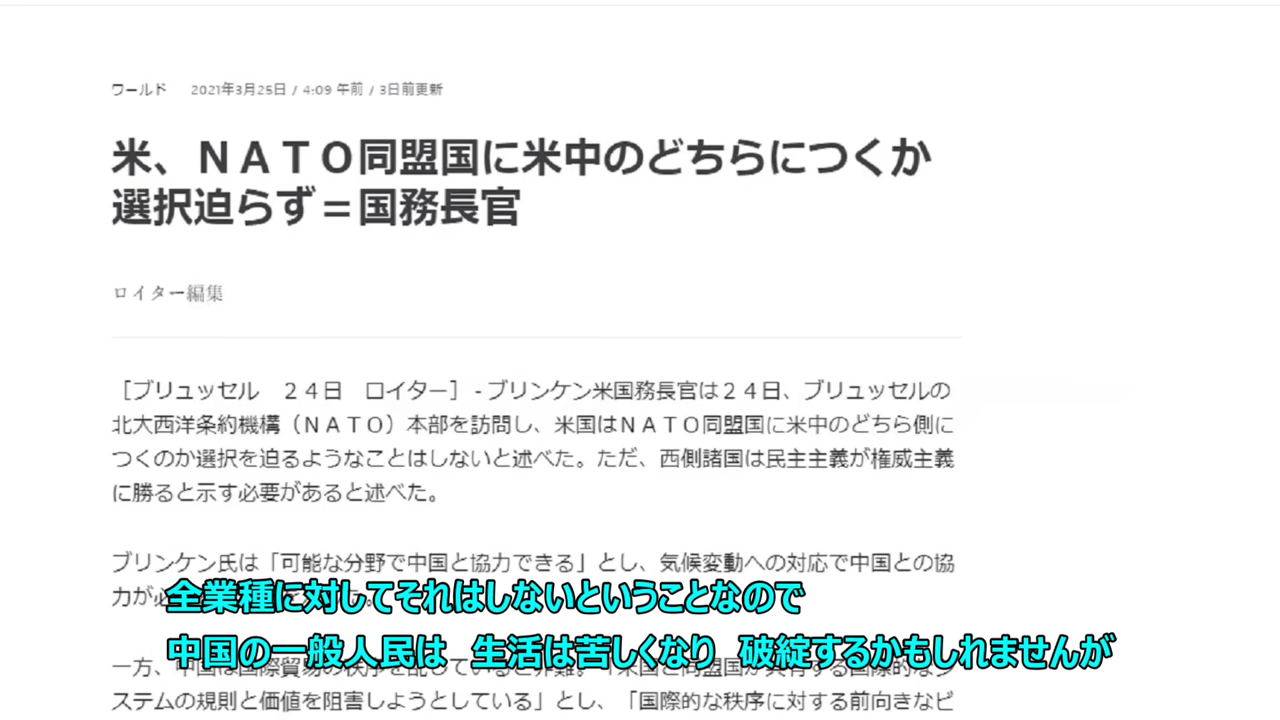 ワールド 2021年3月25日 / 4:09 午前 / 3日前更新
米、ＮＡＴＯ同盟国に米中のどちらにつくか
選択迫らず＝国務長官
ロイター編集
［ブリュッセル　２４日　ロイター］ - ブリンケン米国務長官は２４日、ブリュッセルの
北大西洋条約機構（ＮＡＴＯ）本部を訪問し、米国はＮＡＴＯ同盟国に米中のどちら側に
つくのか選択を迫るようなことはしないと述べた。ただ、西側諸国は民主主義が権威主義
に勝ると示す必要があると述べた。
ブリンケン氏は「可能な分野で中国と協力できる」とし、気候変動への対応で中国との協
力が
全業種に対してそれはしないということなので
中国の一般人民は　生活は苦しくなり　破綻するかもしれませんが
一方、中国は国際貿易の秩序を
ステムの規則と価値を阻害しようとしている」とし、「国際的な秩序に対する前向きなビ